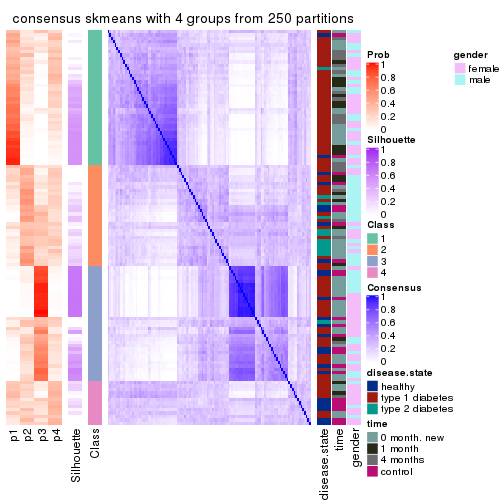 consensus skmeans with 4 groups from 250 partitions
Prob
1
0.8
0.6
0.4
0.2
0
gender
female
male
Silhouette
1
0.8
0.6
0.4
0.2
0
Class
1
2
3
4
Consensus
1
0.8
0.6
0.4
0.2
0
disease.state
healthy
type 1 diabetes
type 2 diabetes
time
0 month. new
1 month
4 months
control
p1
p2
p3
p4
Silhouette
Class
disease.state
time
gender